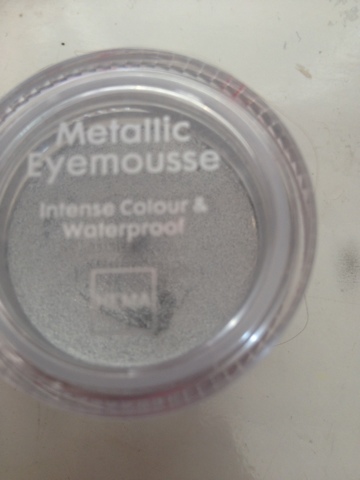 Metallic
Eyemousse
Intense Colour &
Waterproof
HEMA